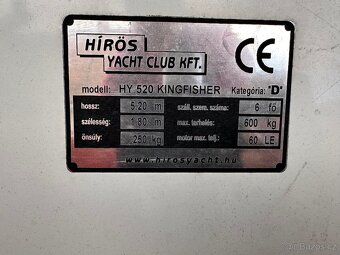 HÍRÖS
YACHT CLUB KFT. CE
modell: HY 520 KINGFISHER Kategória: "D"
hossz: 5.20 m száll. szem. száma: 6 fő
szélesség: 1.80 m max. terhelés: 600 kg
önsúly: 250 kg motor max. telj.: 60 LE
www.hirosyacht.hu